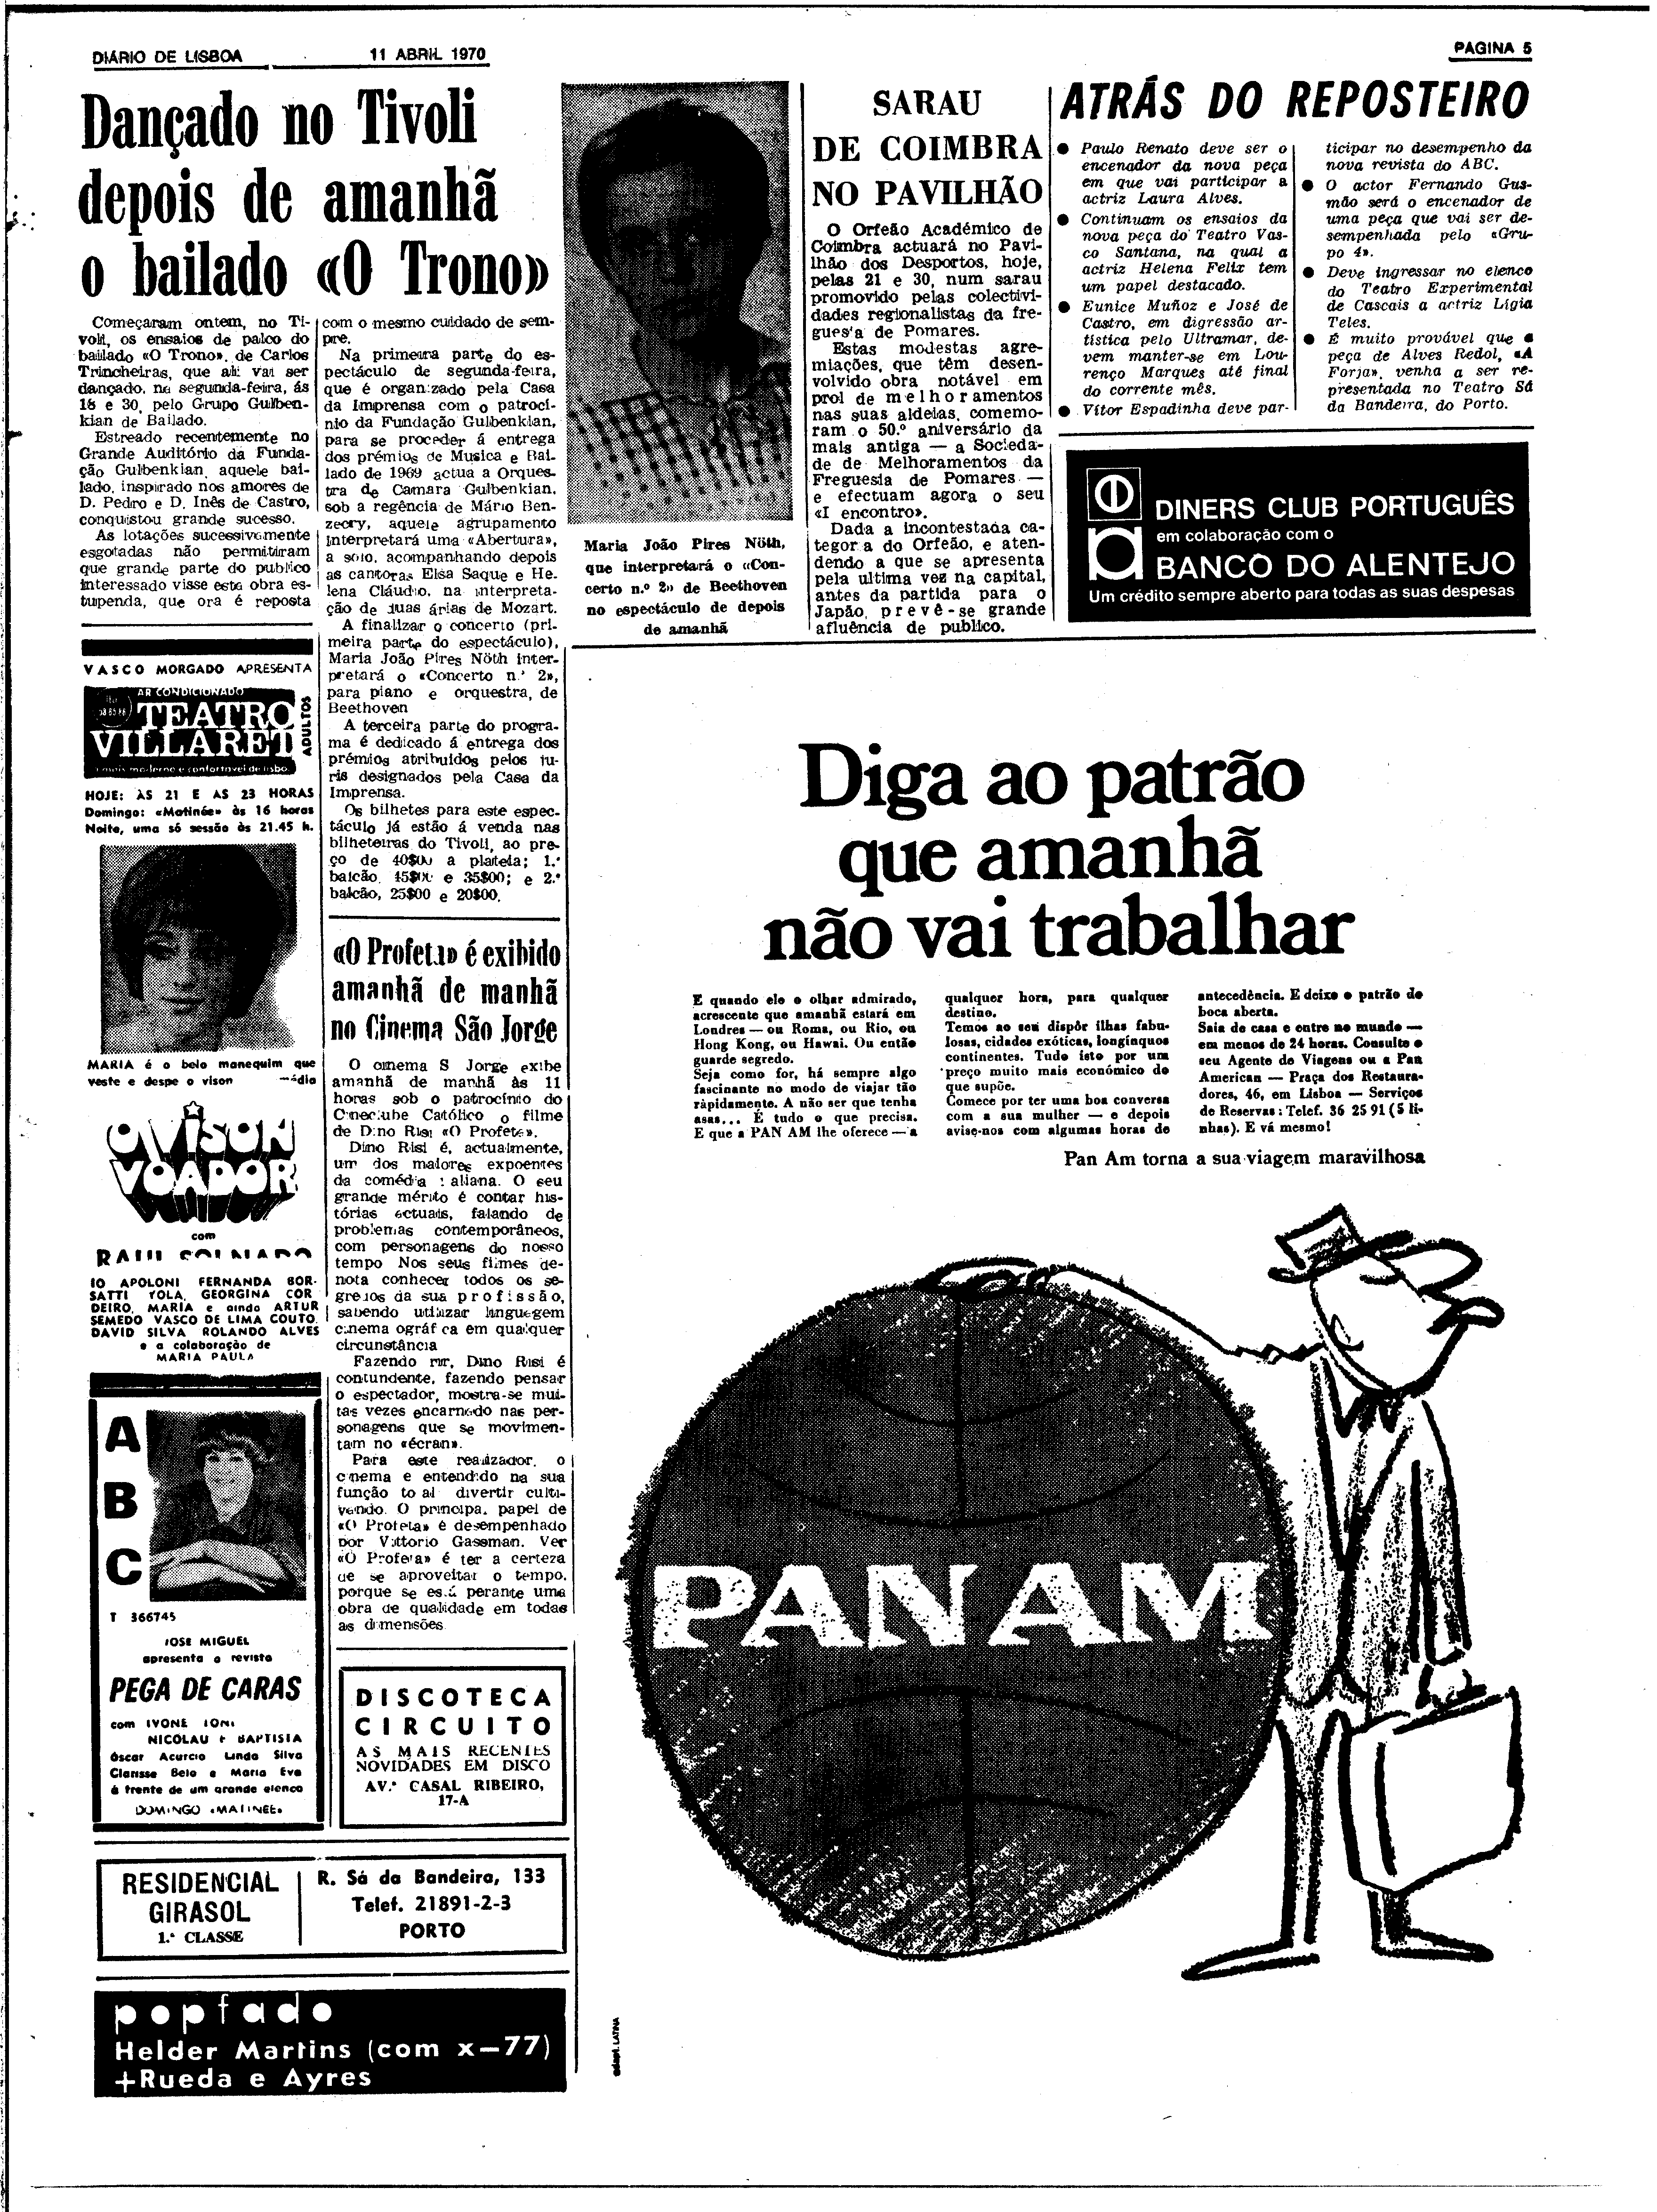 DIÁRIO DE LISBOA
11 ABRIL 1970
PAGINA 5
Dançado no Tivoli
depois de amanhã
o bailado «O Trono»
Começaram ontem, no Ti-
voli, os ensaios de palco do
bailado «O Trono», de Carlos
Trincheiras, que ali vai ser
dançado, na segunda-feira, ás
18 e 30, pelo Grupo Gulben-
kian de Bailado.
Estreado recentemente no
Grande Auditório da Funda-
ção Gulbenkian, aquele bai-
lado, inspirado nos amores de
D. Pedro e D. Inês de Castro,
conquistou grande sucesso.
As lotações sucessivamente
esgotadas não permitiram
que grande parte do publico
interessado visse esta obra es-
tupenda, que ora é reposta
com o mesmo cuidado de sem-
pre.
Na primeira parte do es-
pectáculo de segunda-feira,
que é organizado pela Casa
da Imprensa com o patrocí-
nio da Fundação Gulbenkian,
para se proceder á entrega
dos prémios de Musica e Bai-
lado de 1969 actua a Orques-
tra de Camara Gulbenkian,
sob a regência de Mário Ben-
zecry, aquele agrupamento
interpretará uma «Abertura»,
a solo, acompanhando depois
as cantoras Elsa Saque e He-
lena Cláudio, na interpreta-
ção de duas árias de Mozart.
A finalizar o concerto (pri-
meira parte do espectáculo),
Maria João Pires Nöth inter-
pretará o «Concerto n.º 2»,
para piano e orquestra, de
Beethoven
A terceira parte do progra-
ma é dedicado á entrega dos
prémios atribuidos pelos ju-
ris designados pela Casa da
Imprensa.
Os bilhetes para este espec-
táculo já estão á venda nas
bilheteiras do Tivoli, ao pre-
ço de 40$00 a plateia; 1.º
balcão, 45$00 e 35$00; e 2.º
balcão, 25$00 e 20$00.
Maria João Pires Nöth,
que interpretará o «Con-
certo n.º 2» de Beethoven
no espectáculo de depois
de amanhã
SARAU
DE COIMBRA
NO PAVILHÃO
O Orfeão Académico de
Coimbra actuará no Pavi-
lhão dos Desportos, hoje,
pelas 21 e 30, num sarau
promovido pelas colectivi-
dades regionalistas da fre-
gues'a de Pomares.
Estas modestas agre-
miações, que têm desen-
volvido obra notável em
prol de melhoramentos
nas suas aldeias, comemo-
ram o 50.º aniversário da
mais antiga — a Socieda-
de de Melhoramentos da
Freguesia de Pomares —
e efectuam agora o seu
«I encontro».
Dada a incontestada ca-
tegor a do Orfeão, e aten-
dendo a que se apresenta
pela ultima vez na capital,
antes da partida para o
Japão, prevê-se grande
afluência de publico.
ATRÁS DO REPOSTEIRO
● Paulo Renato deve ser o
encenador da nova peça
em que vai participar a
actriz Laura Alves.
● Continuam os ensaios da
nova peça do Teatro Vas-
co Santana, na qual a
actriz Helena Felix tem
um papel destacado.
● Eunice Muñoz e José de
Castro, em digressão ar-
tistica pelo Ultramar, de-
vem manter-se em Lou-
renço Marques até final
do corrente mês.
● Vítor Espadinha deve par-
ticipar no desempenho da
nova revista do ABC.
● O actor Fernando Gus-
mão será o encenador de
uma peça que vai ser de-
sempenhada pelo «Gru-
po 4».
● Deve ingressar no elenco
do Teatro Experimental
de Cascais a actriz Ligia
Teles.
● É muito provável que a
peça de Alves Redol, «A
Forja», venha a ser re-
presentada no Teatro Sá
da Bandeira, do Porto.
DINERS CLUB PORTUGUÊS
em colaboração com o
BANCO DO ALENTEJO
Um crédito sempre aberto para todas as suas despesas
VASCO MORGADO APRESENTA
AR CONDICIONADO
TEATRO
VILLARET
ADULTOS
o mais moderno e confortavel de lisboa
HOJE: ÀS 21 E AS 23 HORAS
Domingo: «Matinée» às 16 horas
Noite, uma só sessão às 21.45 h.
MARIA é o belo manequim que
veste e despe o vison
O VISON
VOADOR
com
RAUL SOLNADO
IO APOLONI FERNANDA BOR-
SATTI YOLA, GEORGINA COR
DEIRO, MARIA e ainda ARTUR
SEMEDO VASCO DE LIMA COUTO,
DAVID SILVA ROLANDO ALVES
e a colaboração de
MARIA PAULA
«O Profeta» é exibido
amanhã de manhã
no Cinema São Jorge
O cinema S Jorge exibe
amanhã de manhã às 11
horas sob o patrocínio do
Cineclube Católico o filme
de Dino Risi «O Profeta».
Dino Risi é, actualmente,
um dos maiores expoentes
da comédia italiana. O seu
grande mérito é contar his-
tórias actuais, falando de
problemas contemporâneos,
com personagens do nosso
tempo Nos seus filmes de-
nota conhecer todos os se-
gredos da sua profissão,
sabendo utilizar linguegem
cinema ográf ca em qualquer
circunstância
Fazendo rir, Dino Risi é
contundente, fazendo pensar
o espectador, mostra-se mui-
tas vezes encarnado nas per-
sonagens que se movimen-
tam no «écran».
Para este realizador, o
cinema e entendido na sua
função to al divertir culti-
vando. O principa. papel de
«O Profeta» é desempenhado
por Vittorio Gassman. Ver
«O Profeta» é ter a certeza
de se aproveitar o tempo,
porque se está perante uma
obra de qualidade em todas
as dimensões
ABC
T 366745
JOSE MIGUEL
apresenta a revista
PEGA DE CARAS
com IVONE
NICOLAU BAPTISTA
Óscar Acurcio Linda Silva
Clarisse Belo e Maria Eva
à frente de um grande elenco
DOMINGO «MATINÉE»
DISCOTECA
CIRCUITO
AS MAIS RECENTES
NOVIDADES EM DISCO
AV.ª CASAL RIBEIRO,
17-A
RESIDENCIAL
GIRASOL
1.ª CLASSE
R. Sá da Bandeira, 133
Telef. 21891-2-3
PORTO
popfado
Helder Martins (com x—77)
+Rueda e Ayres
Diga ao patrão
que amanhã
não vai trabalhar
E quando ele o olhar admirado,
acrescente que amanhã estará em
Londres — ou Roma, ou Rio, ou
Hong Kong, ou Hawai. Ou então
guarde segredo.
Seja como for, há sempre algo
fascinante no modo de viajar tão
ràpidamente. A não ser que tenha
asas... É tudo o que precisa.
E que a PAN AM lhe oferece — a
qualquer hora, para qualquer
destino.
Temos ao seu dispôr ilhas fabu-
losas, cidades exóticas, longínquos
continentes. Tudo isto por um
preço muito mais económico do
que supõe.
Comece por ter uma boa conversa
com a sua mulher — e depois
avise-nos com algumas horas de
antecedência. E deixe o patrão de
boca aberta.
Saia de casa e entre no mundo —
em menos de 24 horas. Consulte o
seu Agente de Viagens ou a Pan
American — Praça dos Restaura-
dores, 46, em Lisboa — Serviços
de Reservas: Telef. 36 25 91 (5 li-
nhas). E vá mesmo!
Pan Am torna a sua viagem maravilhosa
PAN AM
adapt. LATINA